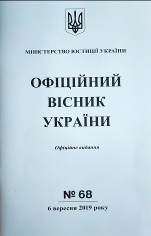 МІНІСТЕРСТВО ЮСТИЦІЇ УКРАЇНИ
ОФІЦІЙНИЙ
ВІСНИК
УКРАЇНИ
Офіційне видання
№ 68
6 вересня 2019 року